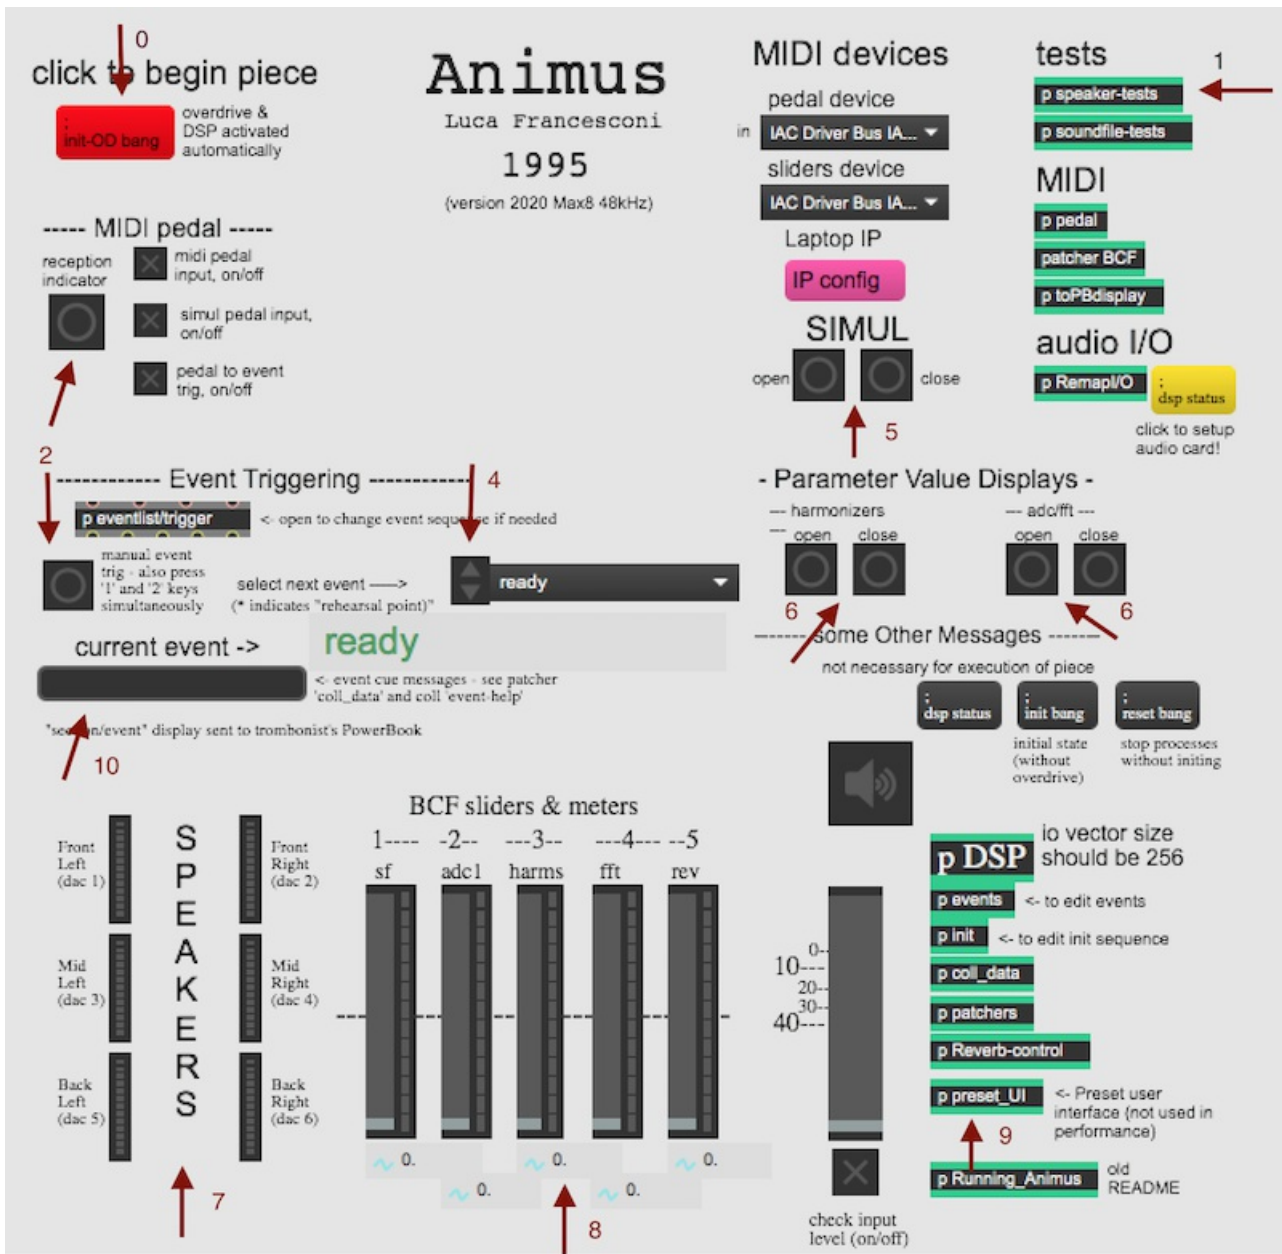 0
click to begin piece
;
init-OD bang
overdrive &
DSP activated
automatically
Animus
Luca Francesconi
1995
(version 2020 Max8 48kHz)
MIDI devices
pedal device
in
IAC Driver Bus IA...
sliders device
IAC Driver Bus IA...
Laptop IP
IP config
SIMUL
open
close
5
tests
p speaker-tests
1
p soundfile-tests
MIDI
p pedal
patcher BCF
p toPBdisplay
audio I/O
p RemapI/O
;
dsp status
click to setup
audio card!
----- MIDI pedal -----
reception
indicator
midi pedal
input, on/off
simul pedal input,
on/off
pedal to event
trig, on/off
2
4
------------ Event Triggering ------------
p eventlist/trigger
<- open to change event sequence if needed
manual event
trig - also press
'1' and '2' keys
simultaneously
select next event ---->
(* indicates "rehearsal point)"
ready
current event ->
ready
<- event cue messages - see patcher
'coll_data' and coll 'event-help'
"section/event" display sent to trombonist's PowerBook
10
- Parameter Value Displays -
--- harmonizers
---
open
close
--- adc/fft ---
open
close
6
6
------- some Other Messages -------
not necessary for execution of piece
;
dsp status
;
init bang
;
reset bang
initial state
(without
overdrive)
stop processes
without initing
Front
Left
(dac 1)
Front
Right
(dac 2)
Mid
Left
(dac 3)
Mid
Right
(dac 4)
Back
Left
(dac 5)
Back
Right
(dac 6)
S
P
E
A
K
E
R
S
7
BCF sliders & meters
1---- -2-- ---3-- ---4--- --5
sf adc1 harms fft rev
0.
0.
0.
0.
0.
8
0--
10---
20--
30--
40---
check input
level (on/off)
p DSP
io vector size
should be 256
p events
<- to edit events
p init
<- to edit init sequence
p coll_data
p patchers
p Reverb-control
p preset_UI
<- Preset user
interface (not used in
performance)
9
p Running_Animus
old
README